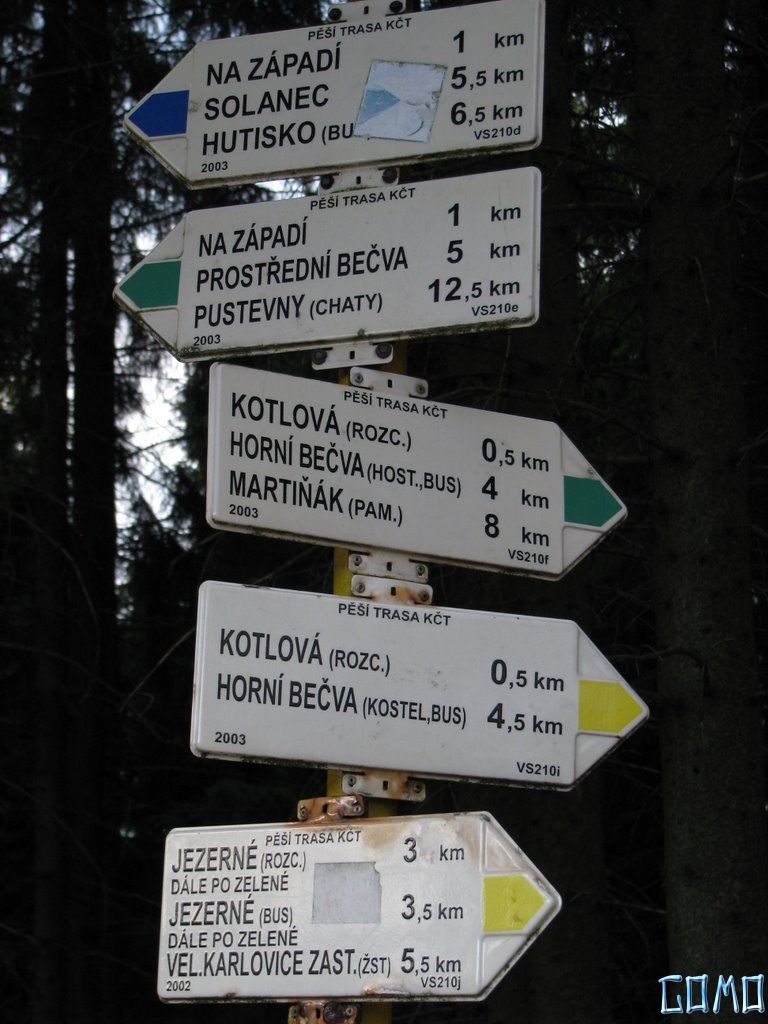 PĚŠÍ TRASA KČT
NA ZÁPADÍ 1 km
SOLANEC 5,5 km
HUTISKO 6,5 km
2003 VS210d
PĚŠÍ TRASA KČT
NA ZÁPADÍ 1 km
PROSTŘEDNÍ BEČVA 5 km
PUSTEVNY (CHATY) 12,5 km
2003 VS210e
PĚŠÍ TRASA KČT
KOTLOVÁ (ROZC.) 0,5 km
HORNÍ BEČVA (HOST.,BUS) 4 km
MARTIŇÁK (PAM.) 8 km
2003 VS210f
PĚŠÍ TRASA KČT
KOTLOVÁ (ROZC.) 0,5 km
HORNÍ BEČVA (KOSTEL,BUS) 4,5 km
2003 VS210i
PĚŠÍ TRASA KČT
JEZERNÉ (ROZC.) 3 km
DÁLE PO ZELENÉ
JEZERNÉ (BUS) 3,5 km
DÁLE PO ZELENÉ
VEL.KARLOVICE ZAST.(ŽST) 5,5 km
2002 VS210j
GOMO